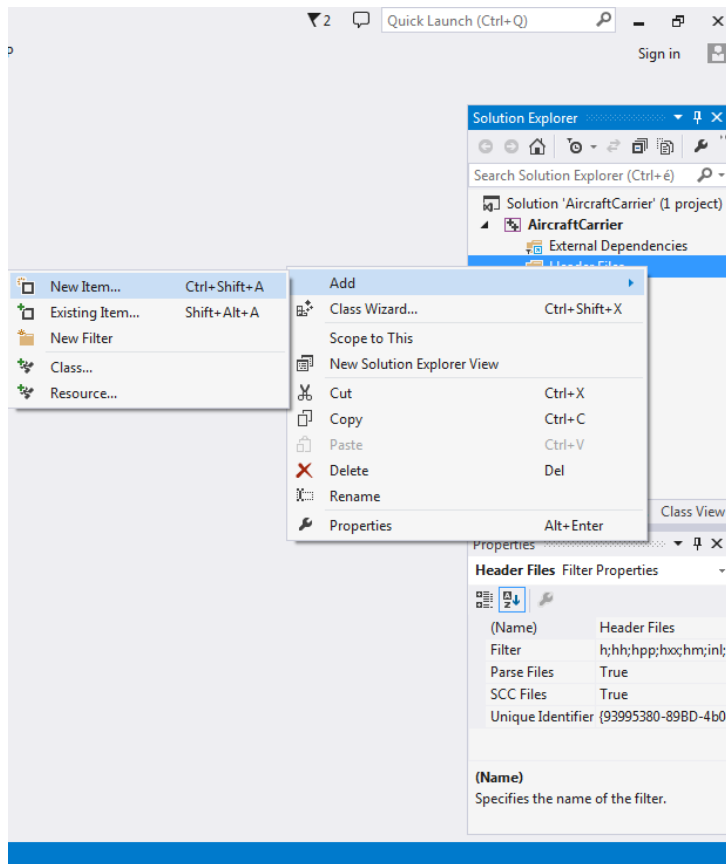 2
Quick Launch (Ctrl+Q)
Sign in
Solution Explorer
Search Solution Explorer (Ctrl+é)
Solution 'AircraftCarrier' (1 project)
AircraftCarrier
External Dependencies
Header Files
New Item... Ctrl+Shift+A
Existing Item... Shift+Alt+A
New Filter
Class...
Resource...
Add
Class Wizard... Ctrl+Shift+X
Scope to This
New Solution Explorer View
Cut Ctrl+X
Copy Ctrl+C
Paste Ctrl+V
Delete Del
Rename
Properties Alt+Enter
Class View
Properties
Header Files Filter Properties
(Name) Header Files
Filter h;hh;hpp;hxx;hm;inl;
Parse Files True
SCC Files True
Unique Identifier {93995380-89BD-4b0
(Name)
Specifies the name of the filter.